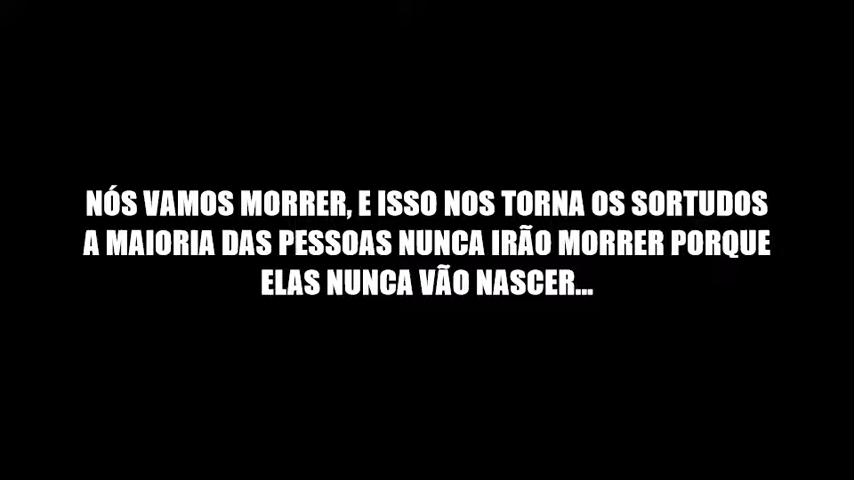 NÓS VAMOS MORRER, E ISSO NOS TORNA OS SORTUDOS
A MAIORIA DAS PESSOAS NUNCA IRÃO MORRER PORQUE
ELAS NUNCA VÃO NASCER...